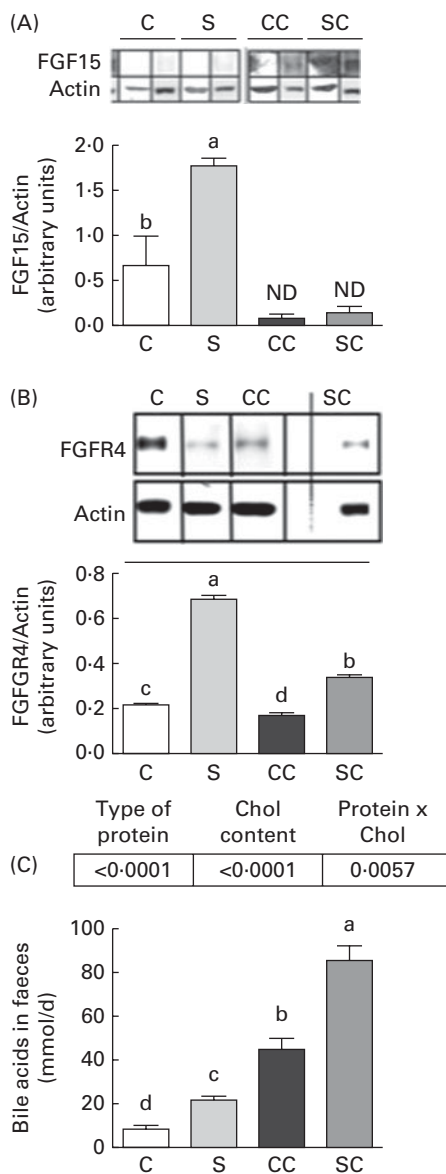 (A)
C S CC SC
FGF15
Actin
FGF15/Actin
(arbitrary units)
2·0
1·5
1·0
0·5
0·0
b
a
ND
ND
C S CC SC
(B)
C S CC SC
FGFR4
Actin
FGFGR4/Actin
(arbitrary units)
0·8
0·6
0·4
0·2
0·0
c
a
d
b
C S CC SC
Type of protein
Chol content
Protein x Chol
(C)
<0·0001 <0·0001 0·0057
Bile acids in faeces
(mmol/d)
100
80
60
40
20
0
d
c
b
a
C S CC SC